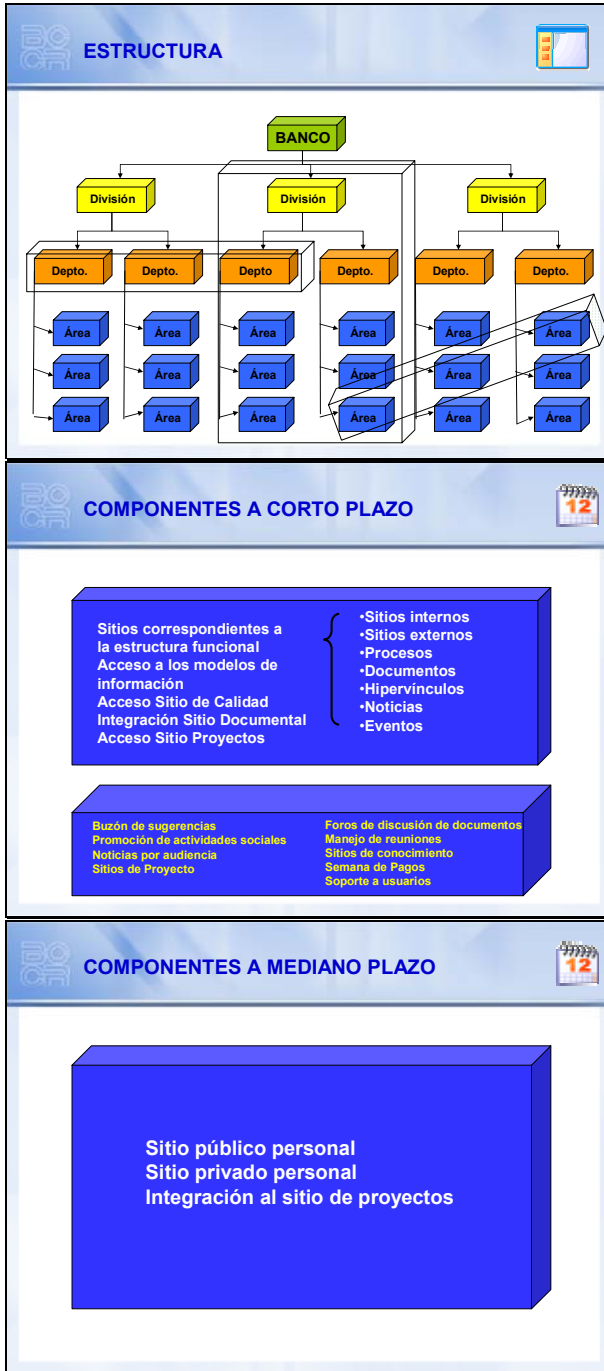 ESTRUCTURA
BANCO
División División División
Depto. Depto. Depto Depto. Depto. Depto.
Área Área Área Área Área Área
Área Área Área Área Área Área
Área Área Área Área Área Área
COMPONENTES A CORTO PLAZO
12
Sitios correspondientes a
la estructura funcional
Acceso a los modelos de
información
Acceso Sitio de Calidad
Integración Sitio Documental
Acceso Sitio Proyectos
•Sitios internos
•Sitios externos
•Procesos
•Documentos
•Hipervínculos
•Noticias
•Eventos
Buzón de sugerencias
Promoción de actividades sociales
Noticias por audiencia
Sitios de Proyecto
Foros de discusión de documentos
Manejo de reuniones
Sitios de conocimiento
Semana de Pagos
Soporte a usuarios
COMPONENTES A MEDIANO PLAZO
12
Sitio público personal
Sitio privado personal
Integración al sitio de proyectos